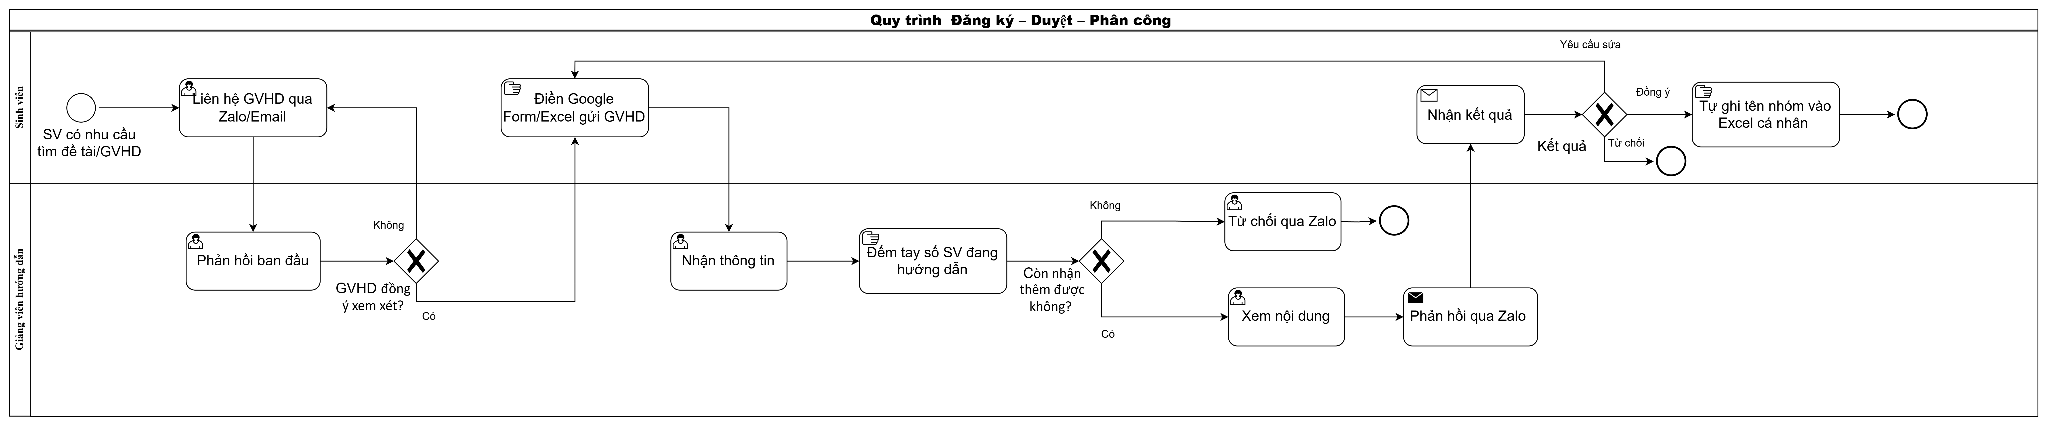 Quy trình Đăng ký – Duyệt – Phân công
Sinh viên
SV có nhu cầu
tìm đề tài/GVHD
Liên hệ GVHD qua
Zalo/Email
Điền Google
Form/Excel gửi GVHD
Yêu cầu sửa
Nhận kết quả
Kết quả
Đồng ý
Từ chối
Tự ghi tên nhóm vào
Excel cá nhân
Giảng viên hướng dẫn
Phản hồi ban đầu
Không
GVHD đồng
ý xem xét?
Có
Nhận thông tin
Đếm tay số SV đang
hướng dẫn
Còn nhận
thêm được
không?
Không
Từ chối qua Zalo
Có
Xem nội dung
Phản hồi qua Zalo